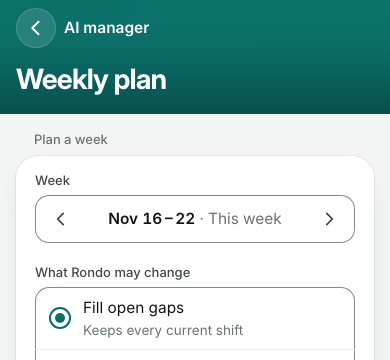 AI manager
Weekly plan
Plan a week
Week
Nov 16 – 22 · This week
What Rondo may change
Fill open gaps
Keeps every current shift